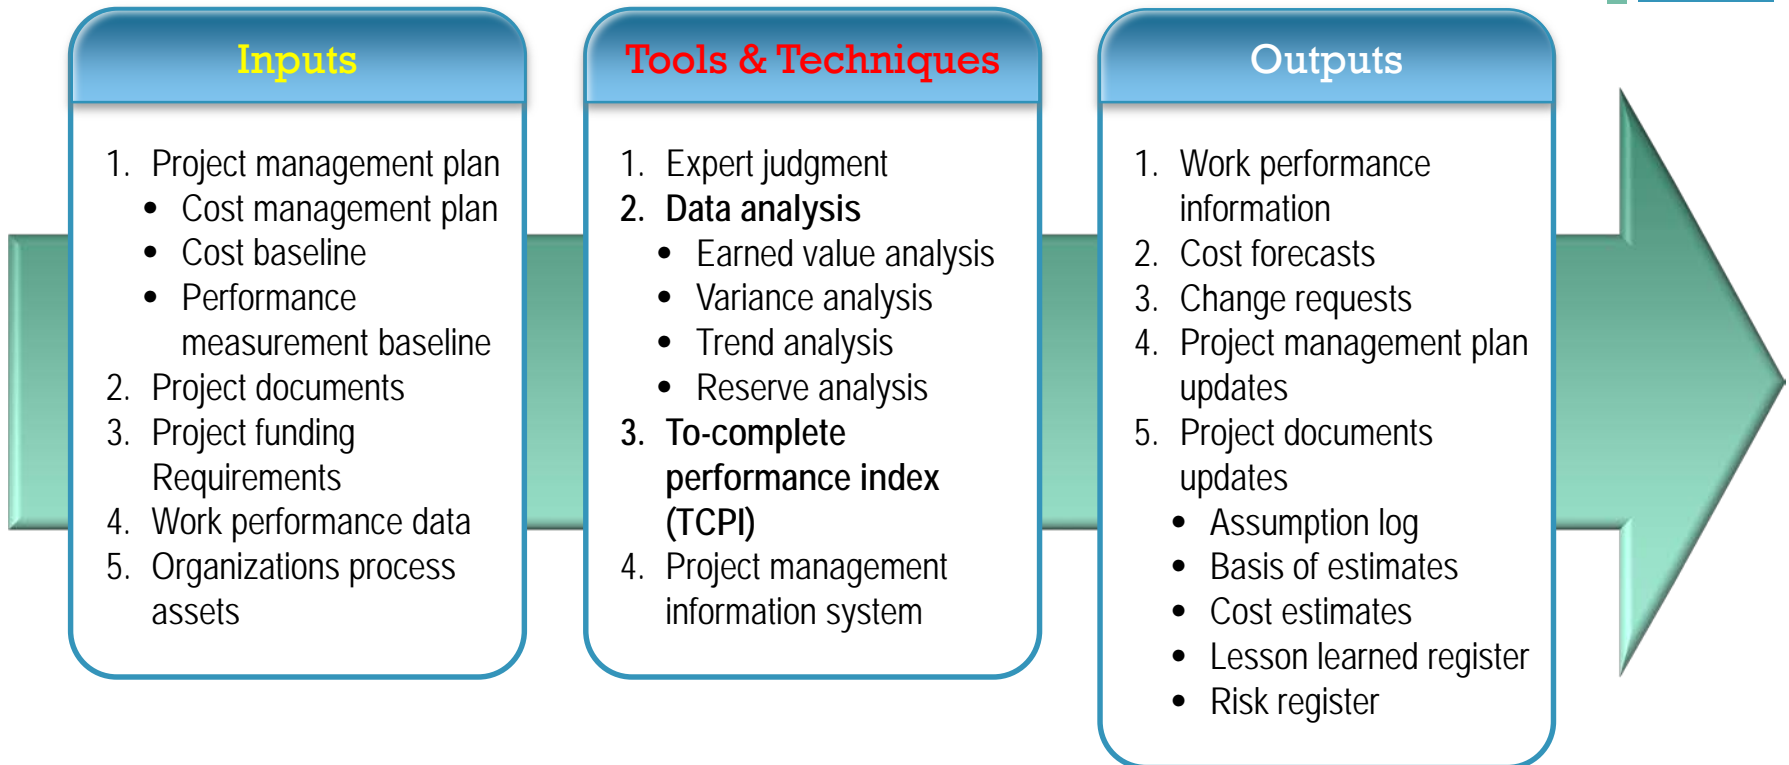 Inputs
1. Project management plan
• Cost management plan
• Cost baseline
• Performance
measurement baseline
2. Project documents
3. Project funding
Requirements
4. Work performance data
5. Organizations process
assets
Tools & Techniques
1. Expert judgment
2. Data analysis
• Earned value analysis
• Variance analysis
• Trend analysis
• Reserve analysis
3. To-complete
performance index
(TCPI)
4. Project management
information system
Outputs
1. Work performance
information
2. Cost forecasts
3. Change requests
4. Project management plan
updates
5. Project documents
updates
• Assumption log
• Basis of estimates
• Cost estimates
• Lesson learned register
• Risk register